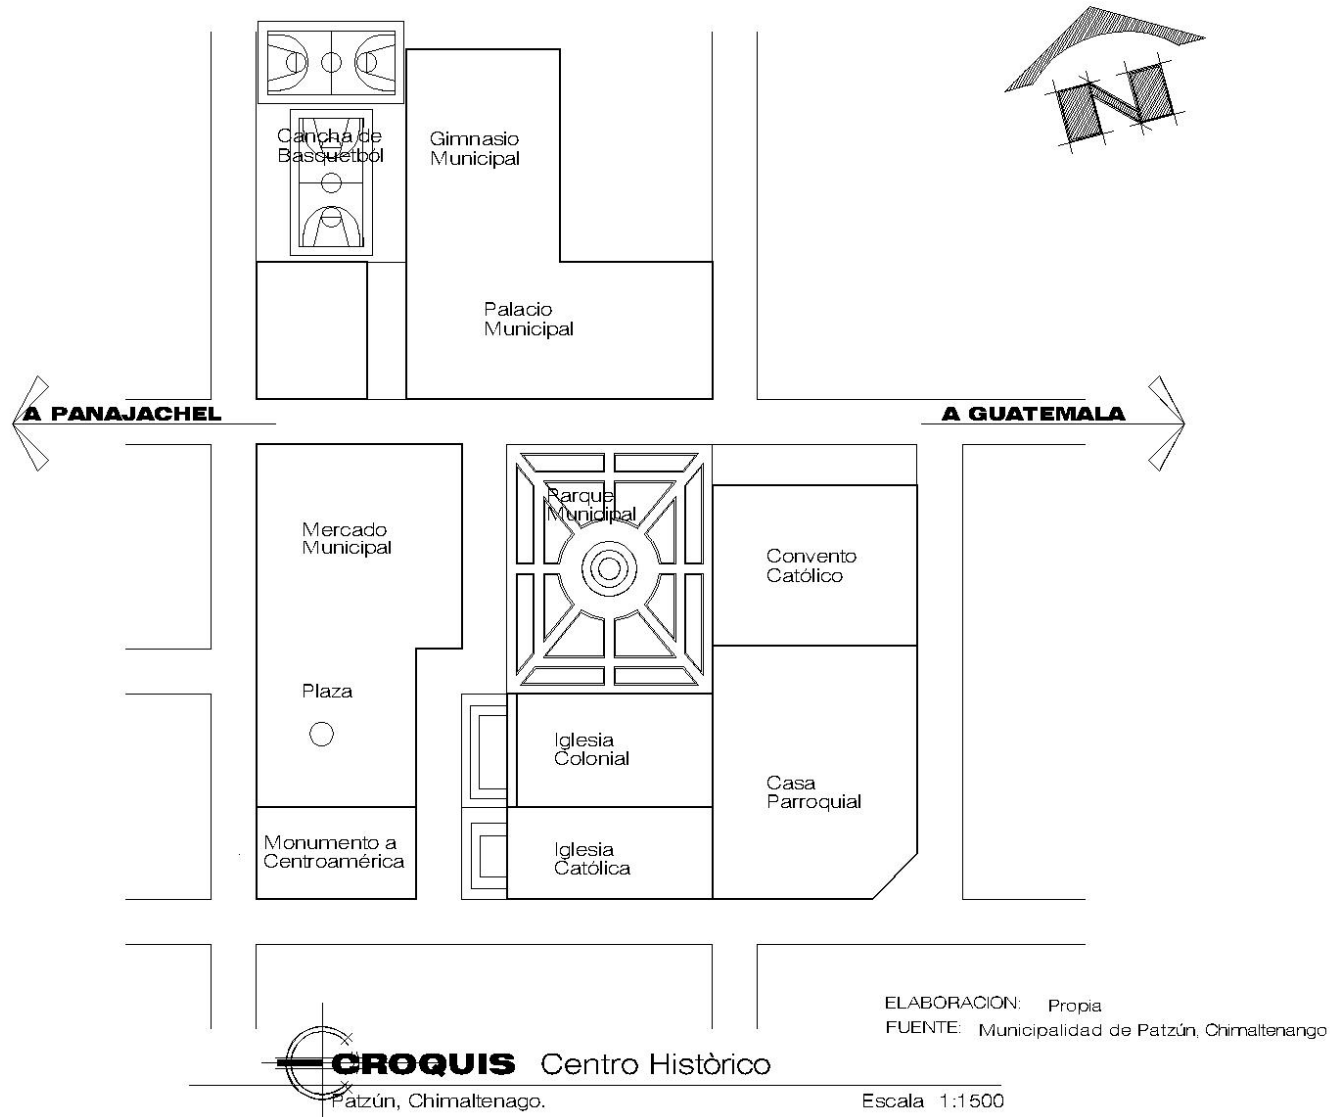 N
Cancha de
Basquetból
Gimnasio
Municipal
Palacio
Municipal
A PANAJACHEL
A GUATEMALA
Parque
Municipal
Mercado
Municipal
Convento
Católico
Plaza
Iglesia
Colonial
Casa
Parroquial
Monumento a
Centroamérica
Iglesia
Católica
ELABORACION: Propia
FUENTE: Municipalidad de Patzún, Chimaltenango
CROQUIS Centro Històrico
Patzún, Chimaltenago.
Escala 1:1500